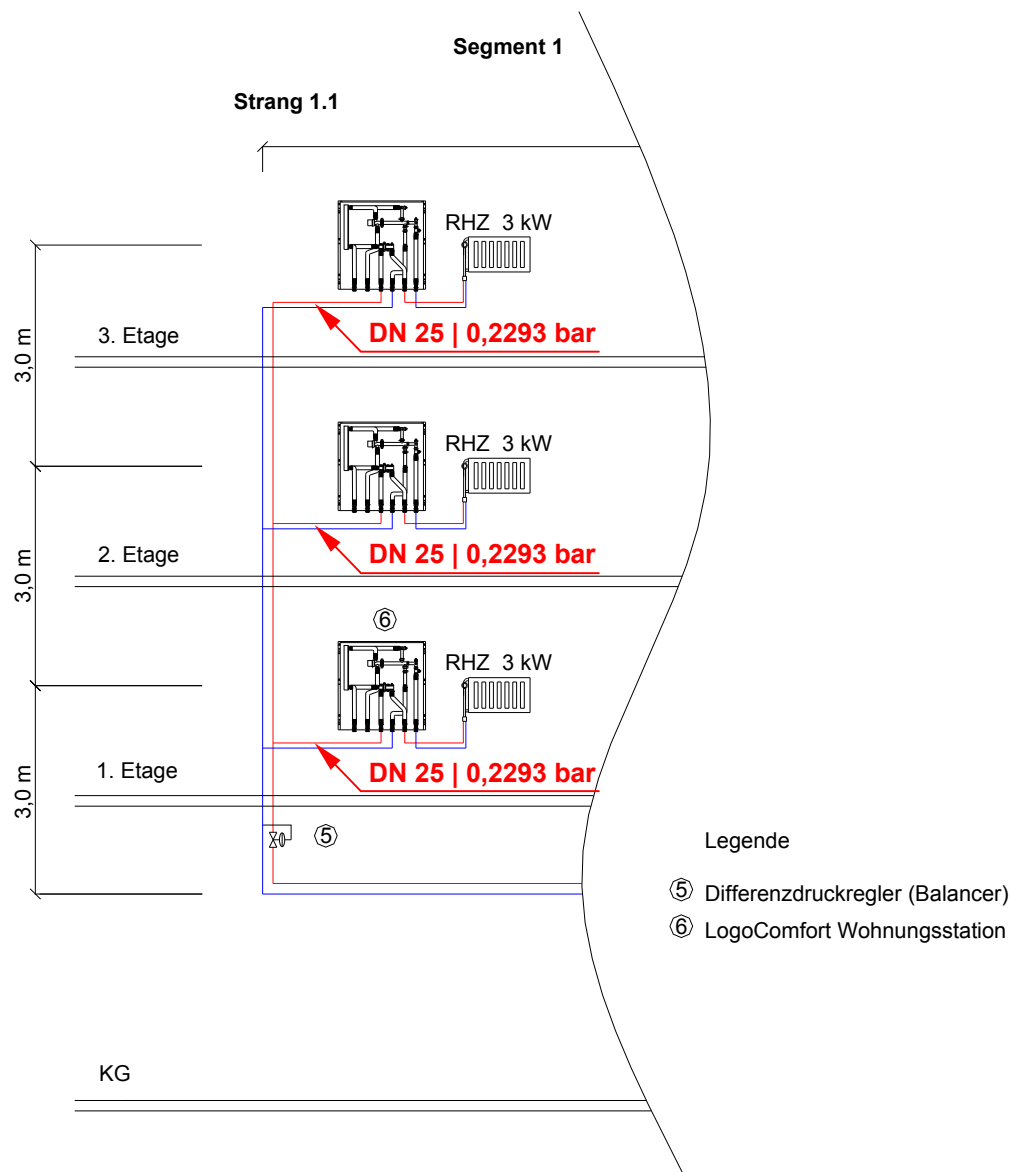 Segment 1
Strang 1.1
RHZ 3 kW
DN 25 | 0,2293 bar
3. Etage
3,0 m
RHZ 3 kW
DN 25 | 0,2293 bar
2. Etage
3,0 m
6
RHZ 3 kW
DN 25 | 0,2293 bar
1. Etage
3,0 m
5
Legende
5 Differenzdruckregler (Balancer)
6 LogoComfort Wohnungsstation
KG